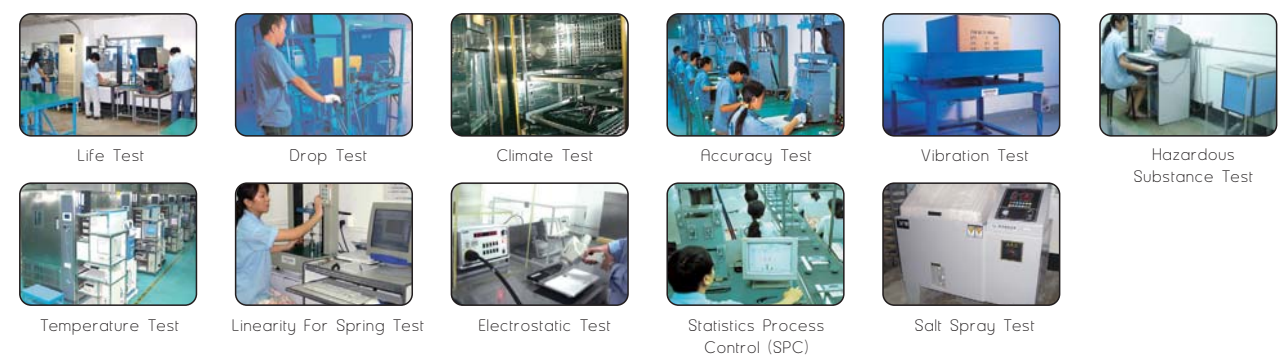 Life Test
Drop Test
Climate Test
Accuracy Test
Vibration Test
Hazardous
Substance Test
Temperature Test
Linearity For Spring Test
Electrostatic Test
Statistics Process
Control (SPC)
Salt Spray Test